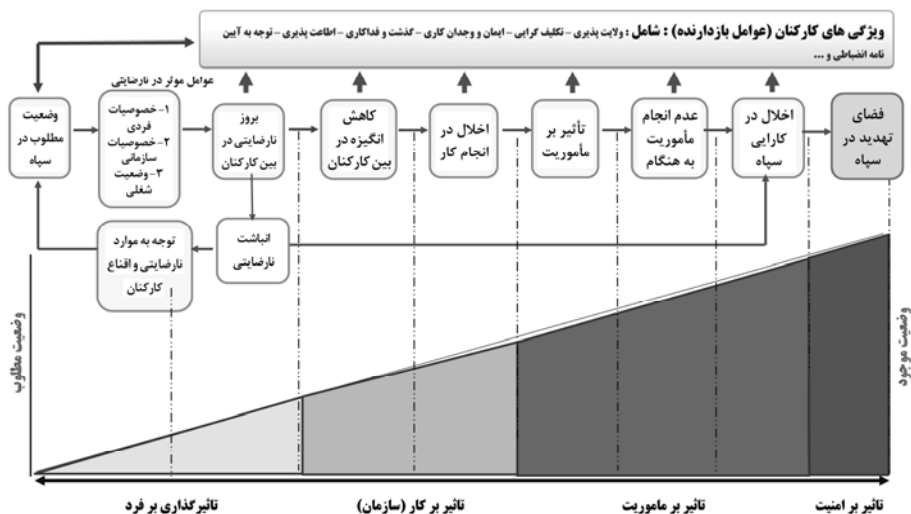 ویژگی های کارکنان (عوامل بازدارنده) : شامل : ولایت پذیری - تکلیف گرایی - ایمان و وجدان کاری - گذشت و فداکاری - اطاعت پذیری - توجه به آیین
نامه انضباطی و ...
عوامل موثر در نارضایتی
وضعیت
مطلوب در
سپاه
۱- خصوصیات
فردی
۲- خصوصیات
سازمانی
۳- وضعیت
شغلی
بروز
نارضایتی در
بین کارکنان
کاهش
انگیزه در
بین کارکنان
اخلال در
انجام کار
تأثیر بر
مأموریت
عدم انجام
مأموریت
به هنگام
اخلال در
کارایی
سپاه
فضای
تهدید در
سپاه
توجه به موارد
نارضایتی و اقناع
کارکنان
انباشت
نارضایتی
وضعیت مطلوب
وضعیت موجود
تاثیرگذاری بر فرد
تاثیر بر کار (سازمان)
تاثیر بر ماموریت
تاثیر بر امنیت